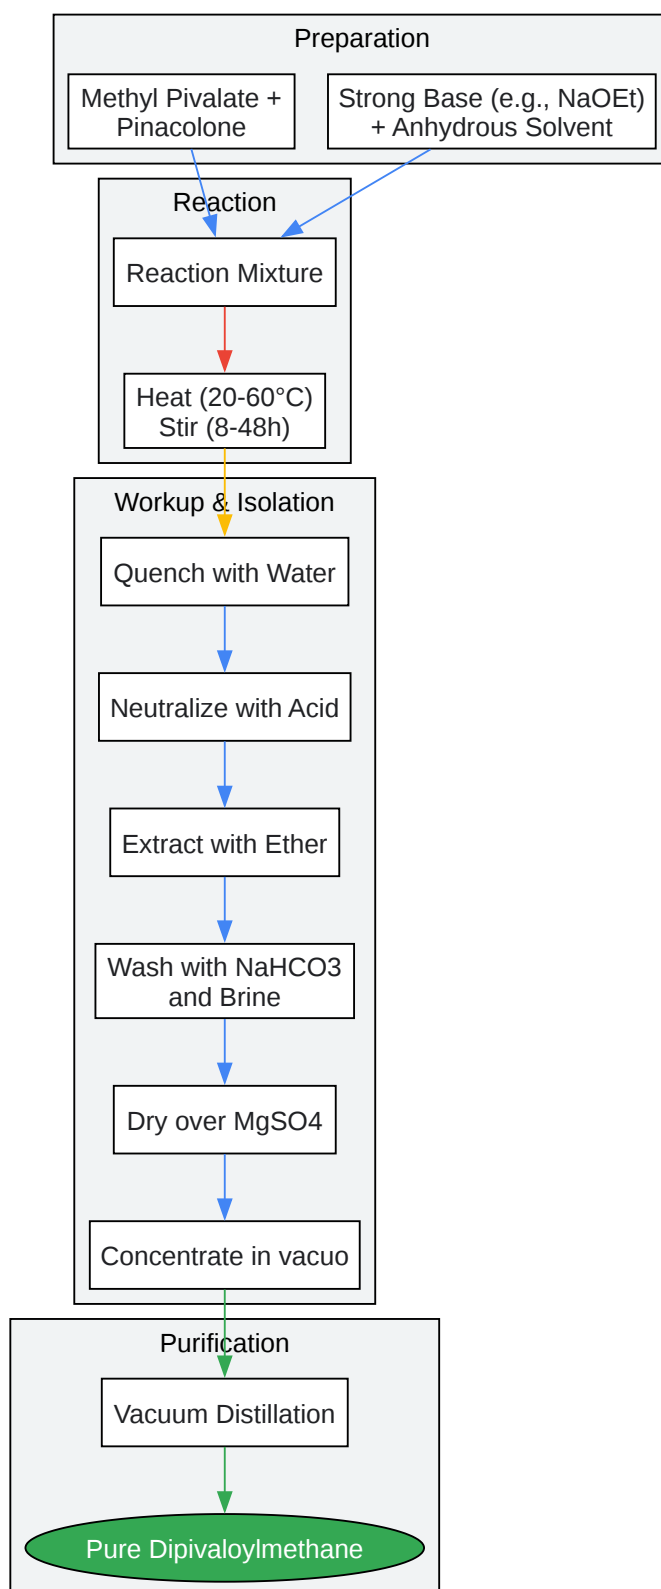 Preparation
Methyl Pivalate +
Pinacolone
Strong Base (e.g., NaOEt)
+ Anhydrous Solvent
Reaction
Reaction Mixture
Heat (20-60°C)
Stir (8-48h)
Workup & Isolation
Quench with Water
Neutralize with Acid
Extract with Ether
Wash with NaHCO3
and Brine
Dry over MgSO4
Concentrate in vacuo
Purification
Vacuum Distillation
Pure Dipivaloylmethane